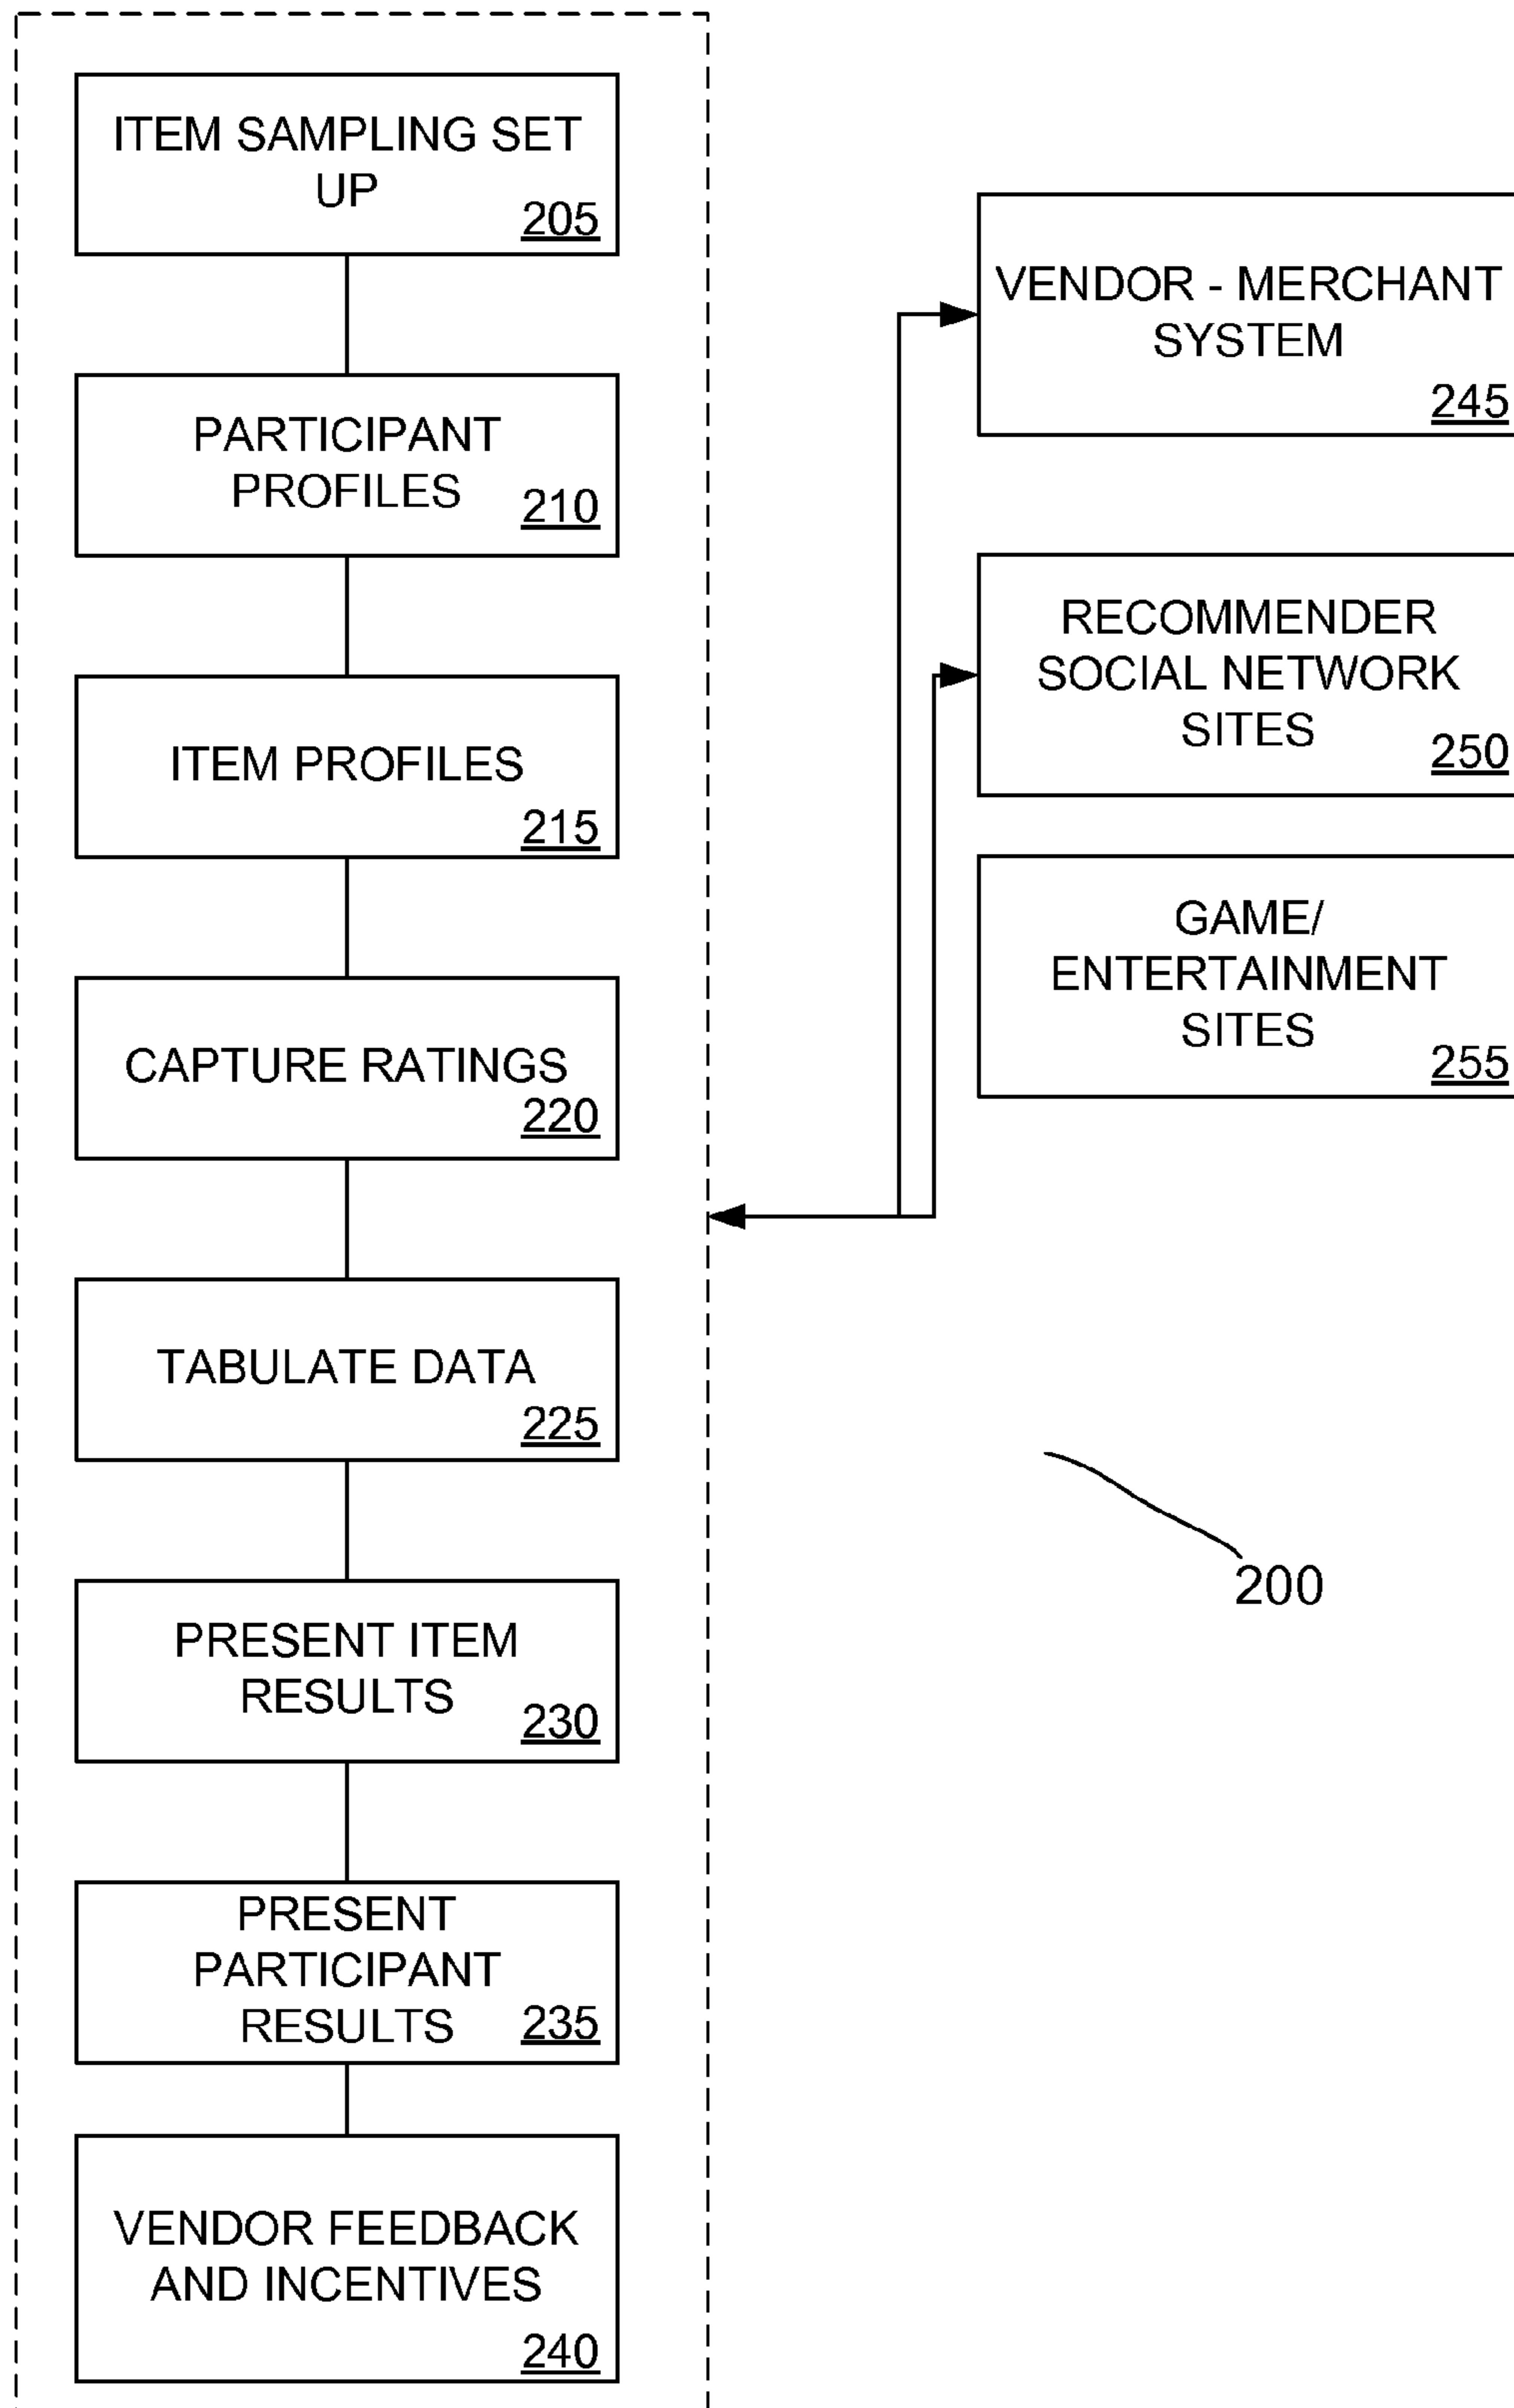 ITEM SAMPLING SET
UP
205
PARTICIPANT
PROFILES
210
ITEM PROFILES
215
CAPTURE RATINGS
220
TABULATE DATA
225
PRESENT ITEM
RESULTS
230
PRESENT
PARTICIPANT
RESULTS
235
VENDOR FEEDBACK
AND INCENTIVES
240
VENDOR - MERCHANT
SYSTEM
245
RECOMMENDER
SOCIAL NETWORK
SITES
250
GAME/
ENTERTAINMENT
SITES
255
200